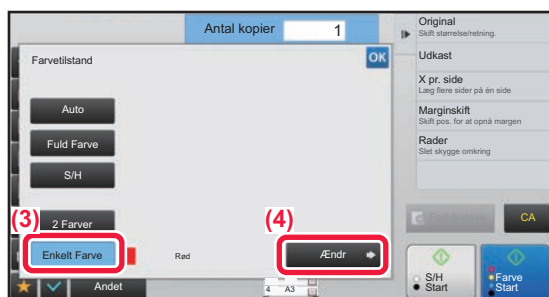 Antal kopier 1
Farvetilstand
OK
Auto
Fuld Farve
S/H
(3)
2 Farver
Enkelt Farve
Rød
(4)
Ændr
Andet
4 A3
Original
Skift størrelse/retning.
Udkast
X pr. side
Læg flere sider på én side
Marginskift
Skift pos. for at opnå margen
Rader
Slet skygge omkring
CA
S/H
Start
Farve
Start